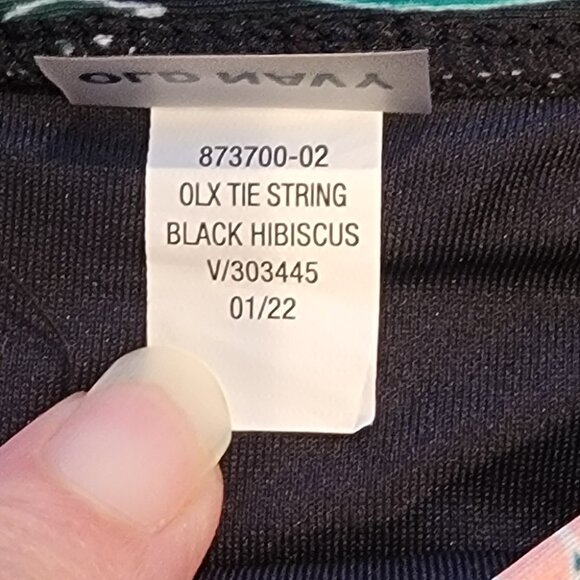 OLD NAVY
873700-02
OLX TIE STRING
BLACK HIBISCUS
V/303445
01/22